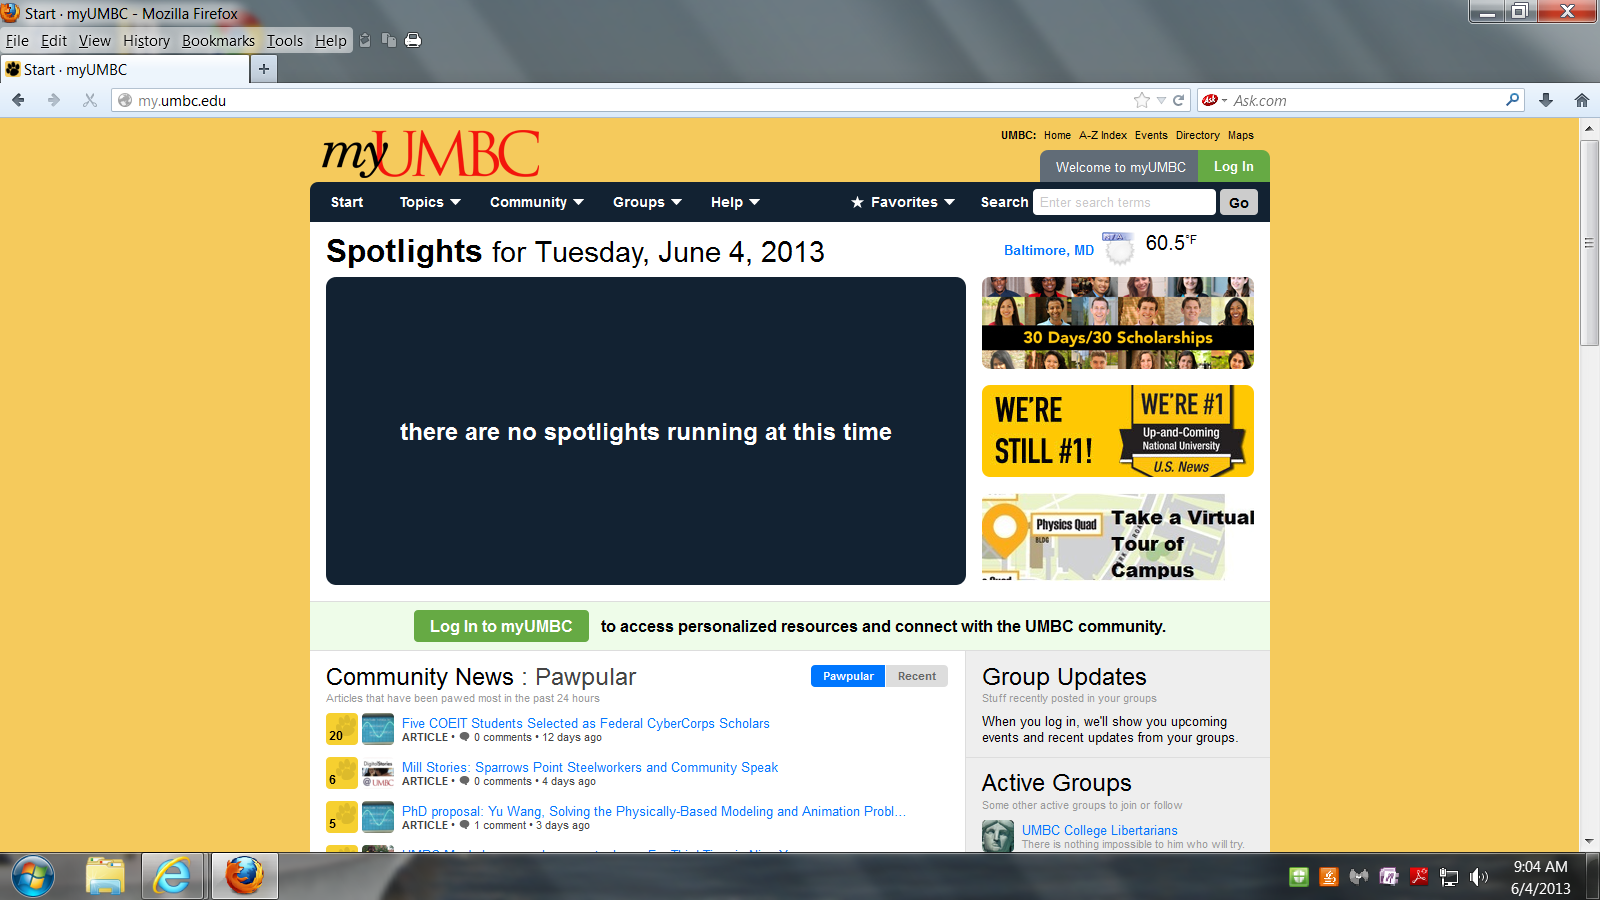 Start · myUMBC - Mozilla Firefox
File Edit View History Bookmarks Tools Help
Start · myUMBC
my.umbc.edu
Ask Ask.com
myUMBC
UMBC: Home A-Z Index Events Directory Maps
Welcome to myUMBC Log In
Start Topics Community Groups Help Favorites Search Enter search terms Go
Spotlights for Tuesday, June 4, 2013
Baltimore, MD 60.5°F
there are no spotlights running at this time
30 Days/30 Scholarships
WE'RE
STILL #1!
WE'RE #1
Up-and-Coming
National University
U.S. News
Physics Quad
BLDG
Take a Virtual
Tour of
Campus
Log In to myUMBC to access personalized resources and connect with the UMBC community.
Community News : Pawpular
Pawpular Recent
Articles that have been pawed most in the past 24 hours
20 Five COEIT Students Selected as Federal CyberCorps Scholars
ARTICLE • 0 comments • 12 days ago
6 Mill Stories: Sparrows Point Steelworkers and Community Speak
ARTICLE • 0 comments • 4 days ago
5 PhD proposal: Yu Wang, Solving the Physically-Based Modeling and Animation Probl...
ARTICLE • 1 comment • 3 days ago
Group Updates
Stuff recently posted in your groups
When you log in, we'll show you upcoming
events and recent updates from your groups.
Active Groups
Some other active groups to join or follow
UMBC College Libertarians
There is nothing impossible to him who will try.
9:04 AM
6/4/2013